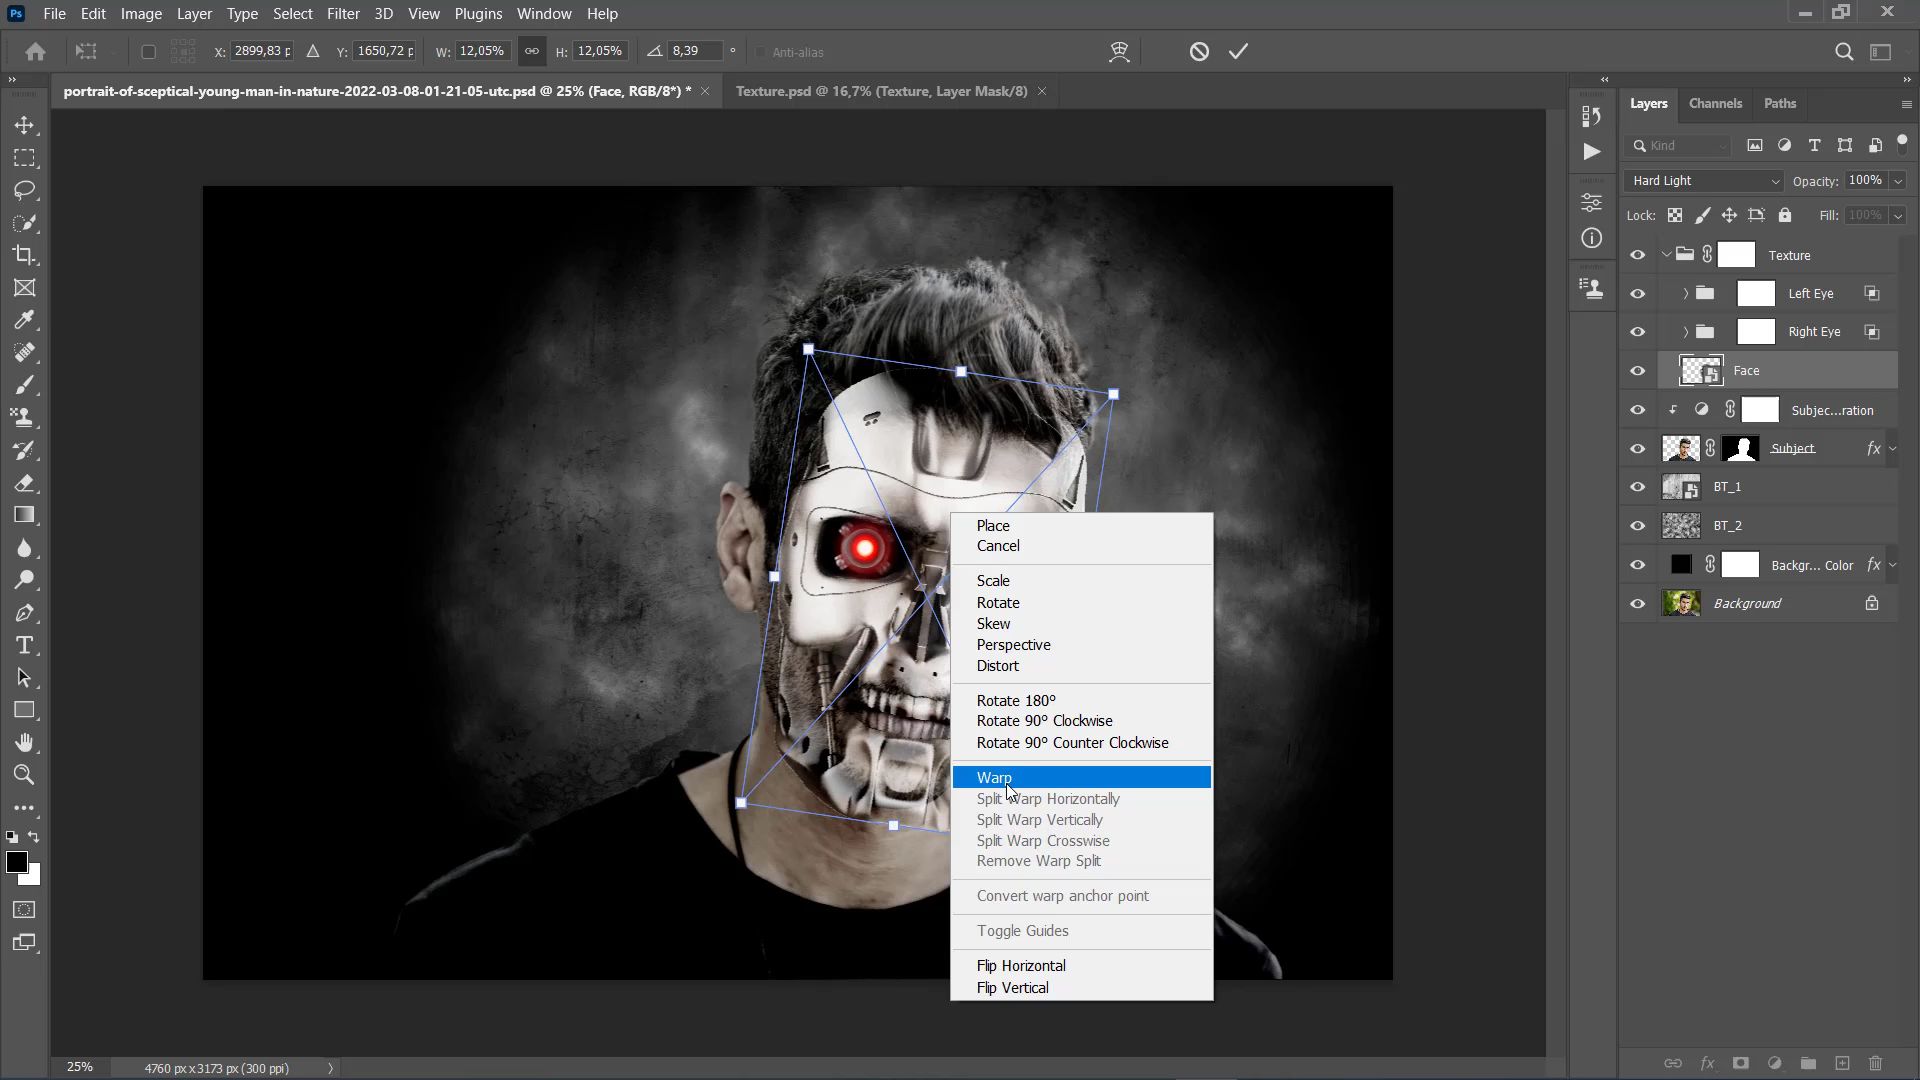 Ps File Edit Image Layer Type Select Filter 3D View Plugins Window Help
X: 2899,83 p Y: 1650,72 p W: 12,05% H: 12,05% 8,39 ° Anti-alias
portrait-of-sceptical-young-man-in-nature-2022-03-08-01-21-05-utc.psd @ 25% (Face, RGB/8*) *
Texture.psd @ 16,7% (Texture, Layer Mask/8)
Layers Channels Paths
Kind
Hard Light Opacity: 100%
Lock: Fill: 100%
Texture
Left Eye
Right Eye
Face
Subjec...ration
Subject fx
BT_1
BT_2
Backgr... Color fx
Background
Place
Cancel
Scale
Rotate
Skew
Perspective
Distort
Rotate 180°
Rotate 90° Clockwise
Rotate 90° Counter Clockwise
Warp
Split Warp Horizontally
Split Warp Vertically
Split Warp Crosswise
Remove Warp Split
Convert warp anchor point
Toggle Guides
Flip Horizontal
Flip Vertical
25% 4760 px x 3173 px (300 ppi)
fx